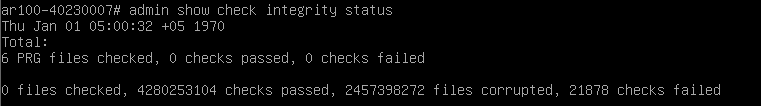 ar100-40230007# admin show check integrity status
Thu Jan 01 05:00:32 +05 1970
Total:
6 PRG files checked, 0 checks passed, 0 checks failed
0 files checked, 4280253104 checks passed, 2457398272 files corrupted, 21878 checks failed